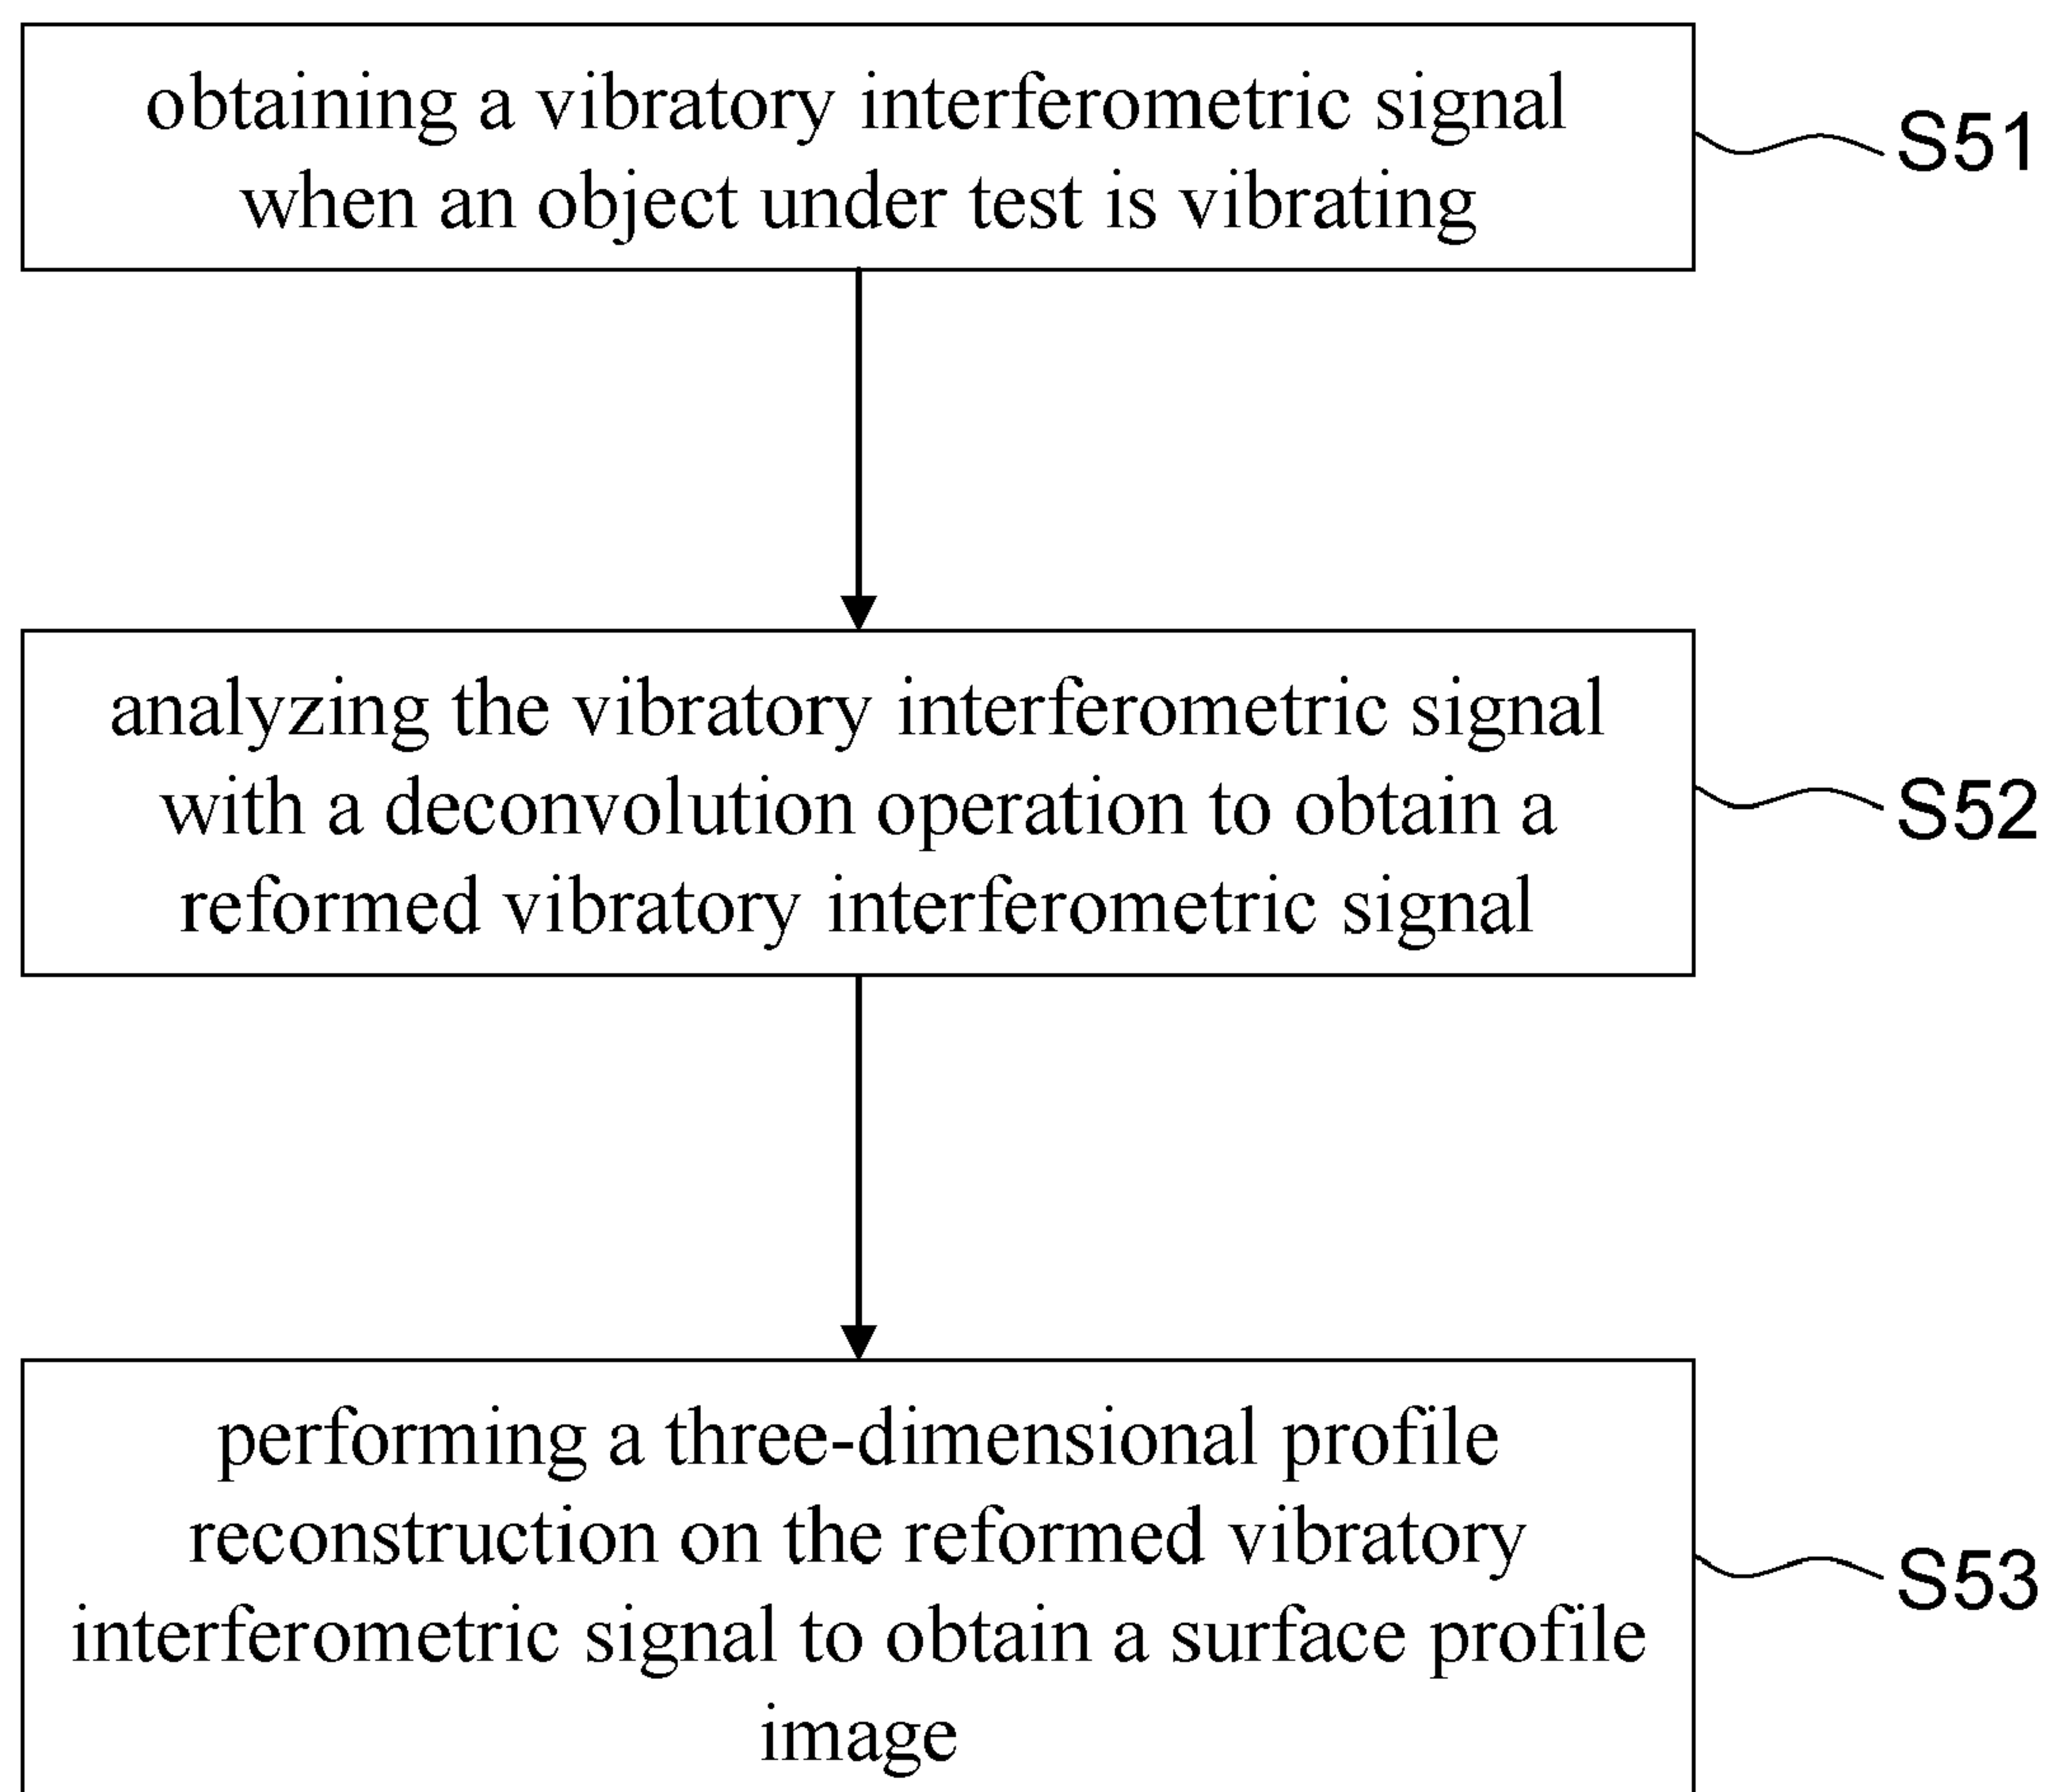 obtaining a vibratory interferometric signal
when an object under test is vibrating
S51
analyzing the vibratory interferometric signal
with a deconvolution operation to obtain a
reformed vibratory interferometric signal
S52
performing a three-dimensional profile
reconstruction on the reformed vibratory
interferometric signal to obtain a surface profile
image
S53